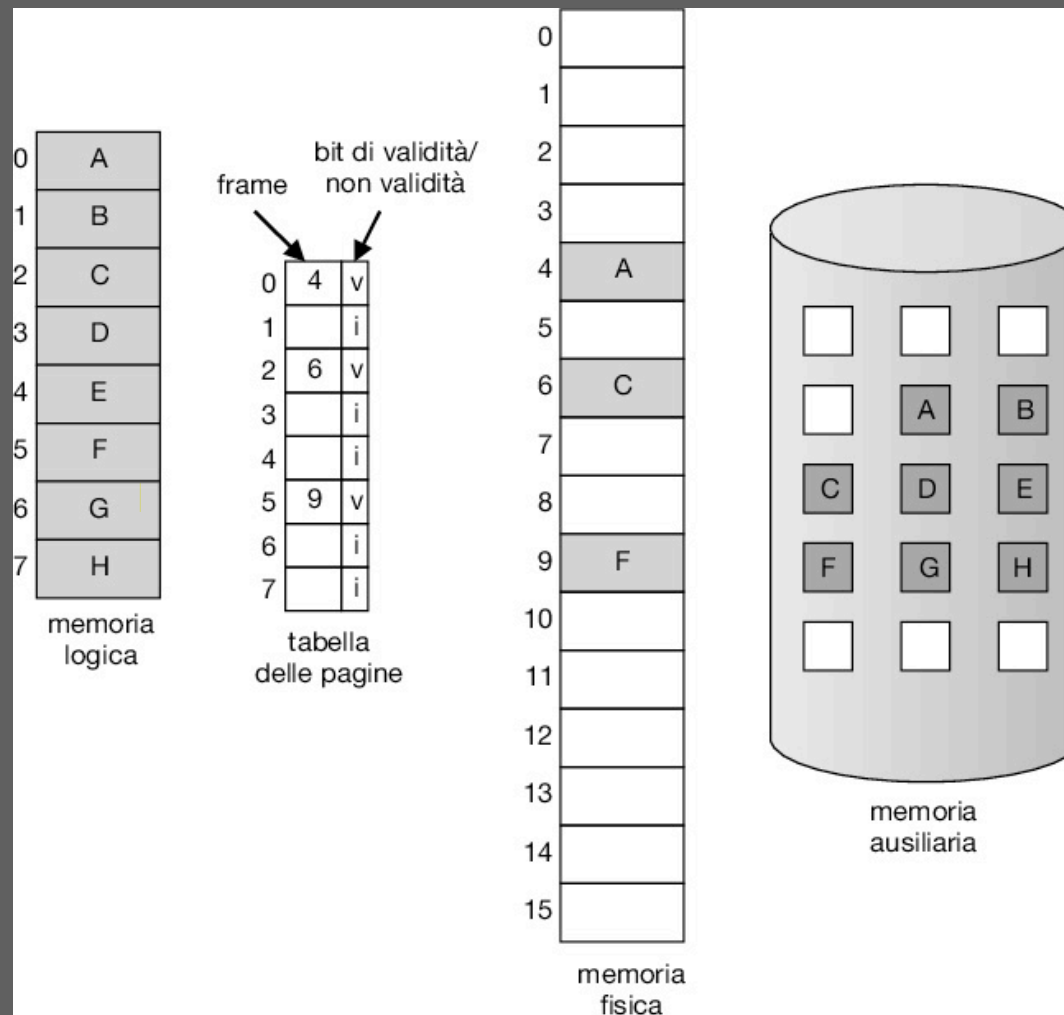 0 A
1 B
2 C
3 D
4 E
5 F
6 G
7 H
memoria
logica
frame
bit di validità/
non validità
0 4 v
1 i
2 6 v
3 i
4 i
5 9 v
6 i
7 i
tabella
delle pagine
0
1
2
3
4 A
5
6 C
7
8
9 F
10
11
12
13
14
15
memoria
fisica
A B
C D E
F G H
memoria
ausiliaria